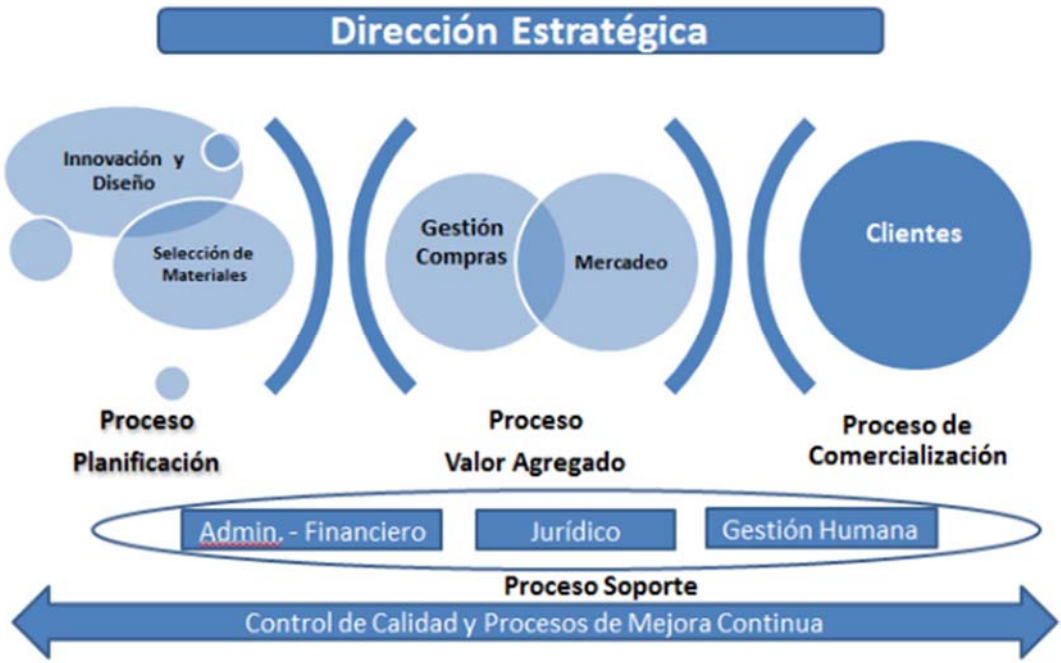 Dirección Estratégica
Innovación y
Diseño
Selección de
Materiales
Gestión
Compras
Mercadeo
Clientes
Proceso
Planificación
Proceso
Valor Agregado
Proceso de
Comercialización
Admin. - Financiero
Jurídico
Gestión Humana
Proceso Soporte
Control de Calidad y Procesos de Mejora Continua